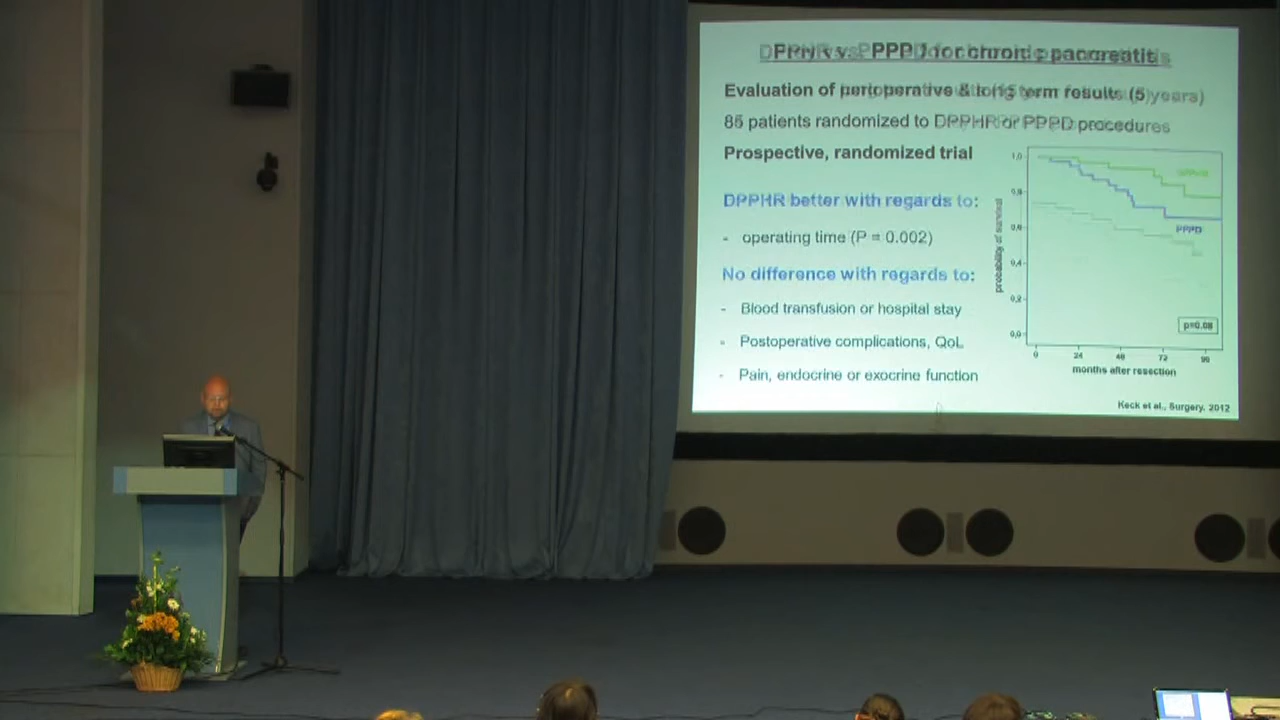 PPPD for chronic pancreatitis
Evaluation of perioperative & long term results (5 years)
85 patients randomized to DPPHR or PPPD procedures
Prospective, randomized trial
DPPHR better with regards to:
- operating time (P = 0.002)
No difference with regards to:
- Blood transfusion or hospital stay
- Postoperative complications, QoL
- Pain, endocrine or exocrine function
probability of survival
1,0
0,8
0,6
0,4
0,2
0,0
PPPD
p=0.08
0 24 48 72 96
months after resection
Keck et al., Surgery. 2012